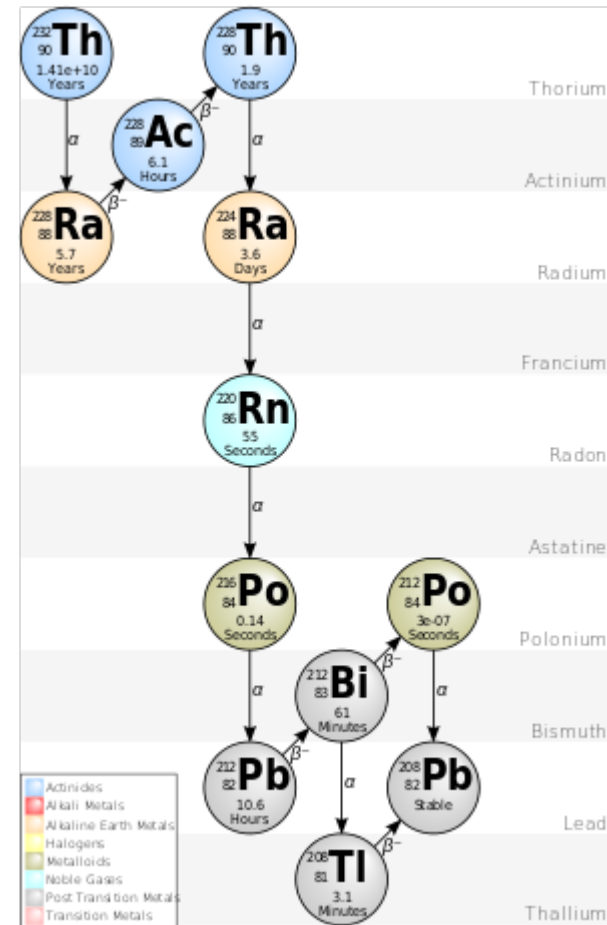 232
90 Th
1.41e+10
Years
228
90 Th
1.9
Years
Thorium
α
β⁻
α
228
89 Ac
6.1
Hours
Actinium
β⁻
228
88 Ra
5.7
Years
224
88 Ra
3.6
Days
Radium
α
Francium
220
86 Rn
55
Seconds
Radon
α
Astatine
216
84 Po
0.14
Seconds
212
84 Po
3e-07
Seconds
Polonium
α
β⁻
α
212
83 Bi
61
Minutes
Bismuth
β⁻
212
82 Pb
10.6
Hours
α
208
82 Pb
Stable
Lead
β⁻
208
81 Tl
3.1
Minutes
Thallium
Actinides
Alkali Metals
Alkaline Earth Metals
Halogens
Metalloids
Noble Gases
Post Transition Metals
Transition Metals